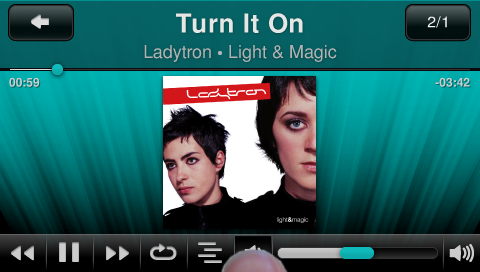 Turn It On
2/1
Ladytron • Light & Magic
00:59
-03:42
Ladytron
light&magic